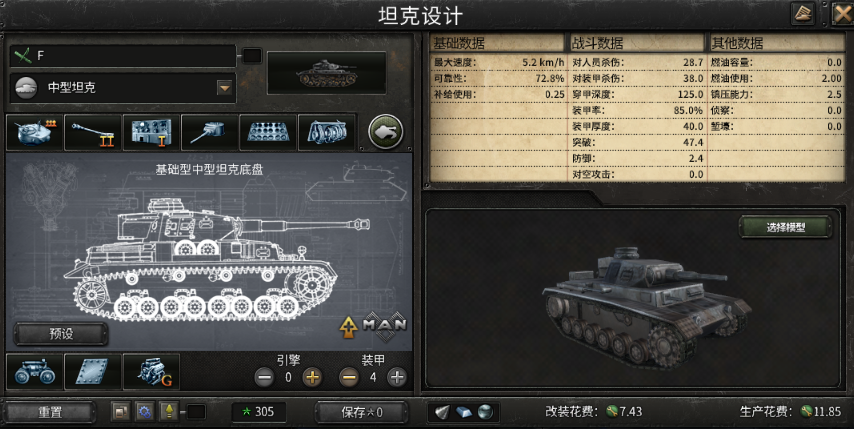 坦克设计
F
中型坦克
II
I
基础型中型坦克底盘
预设
MAN
G
引擎
0
装甲
4
基础数据
最大速度: 5.2 km/h
可靠性: 72.8%
补给使用: 0.25
战斗数据
对人员杀伤: 28.7
对装甲杀伤: 38.0
穿甲深度: 125.0
装甲率: 85.0%
装甲厚度: 40.0
突破: 47.4
防御: 2.4
对空攻击: 0.0
其他数据
燃油容量: 0.0
燃油使用: 2.00
镇压能力: 2.5
侦察: 0.0
堑壕: 0.0
选择模型
重置
305
保存 0
改装花费: 7.43
生产花费: 11.85